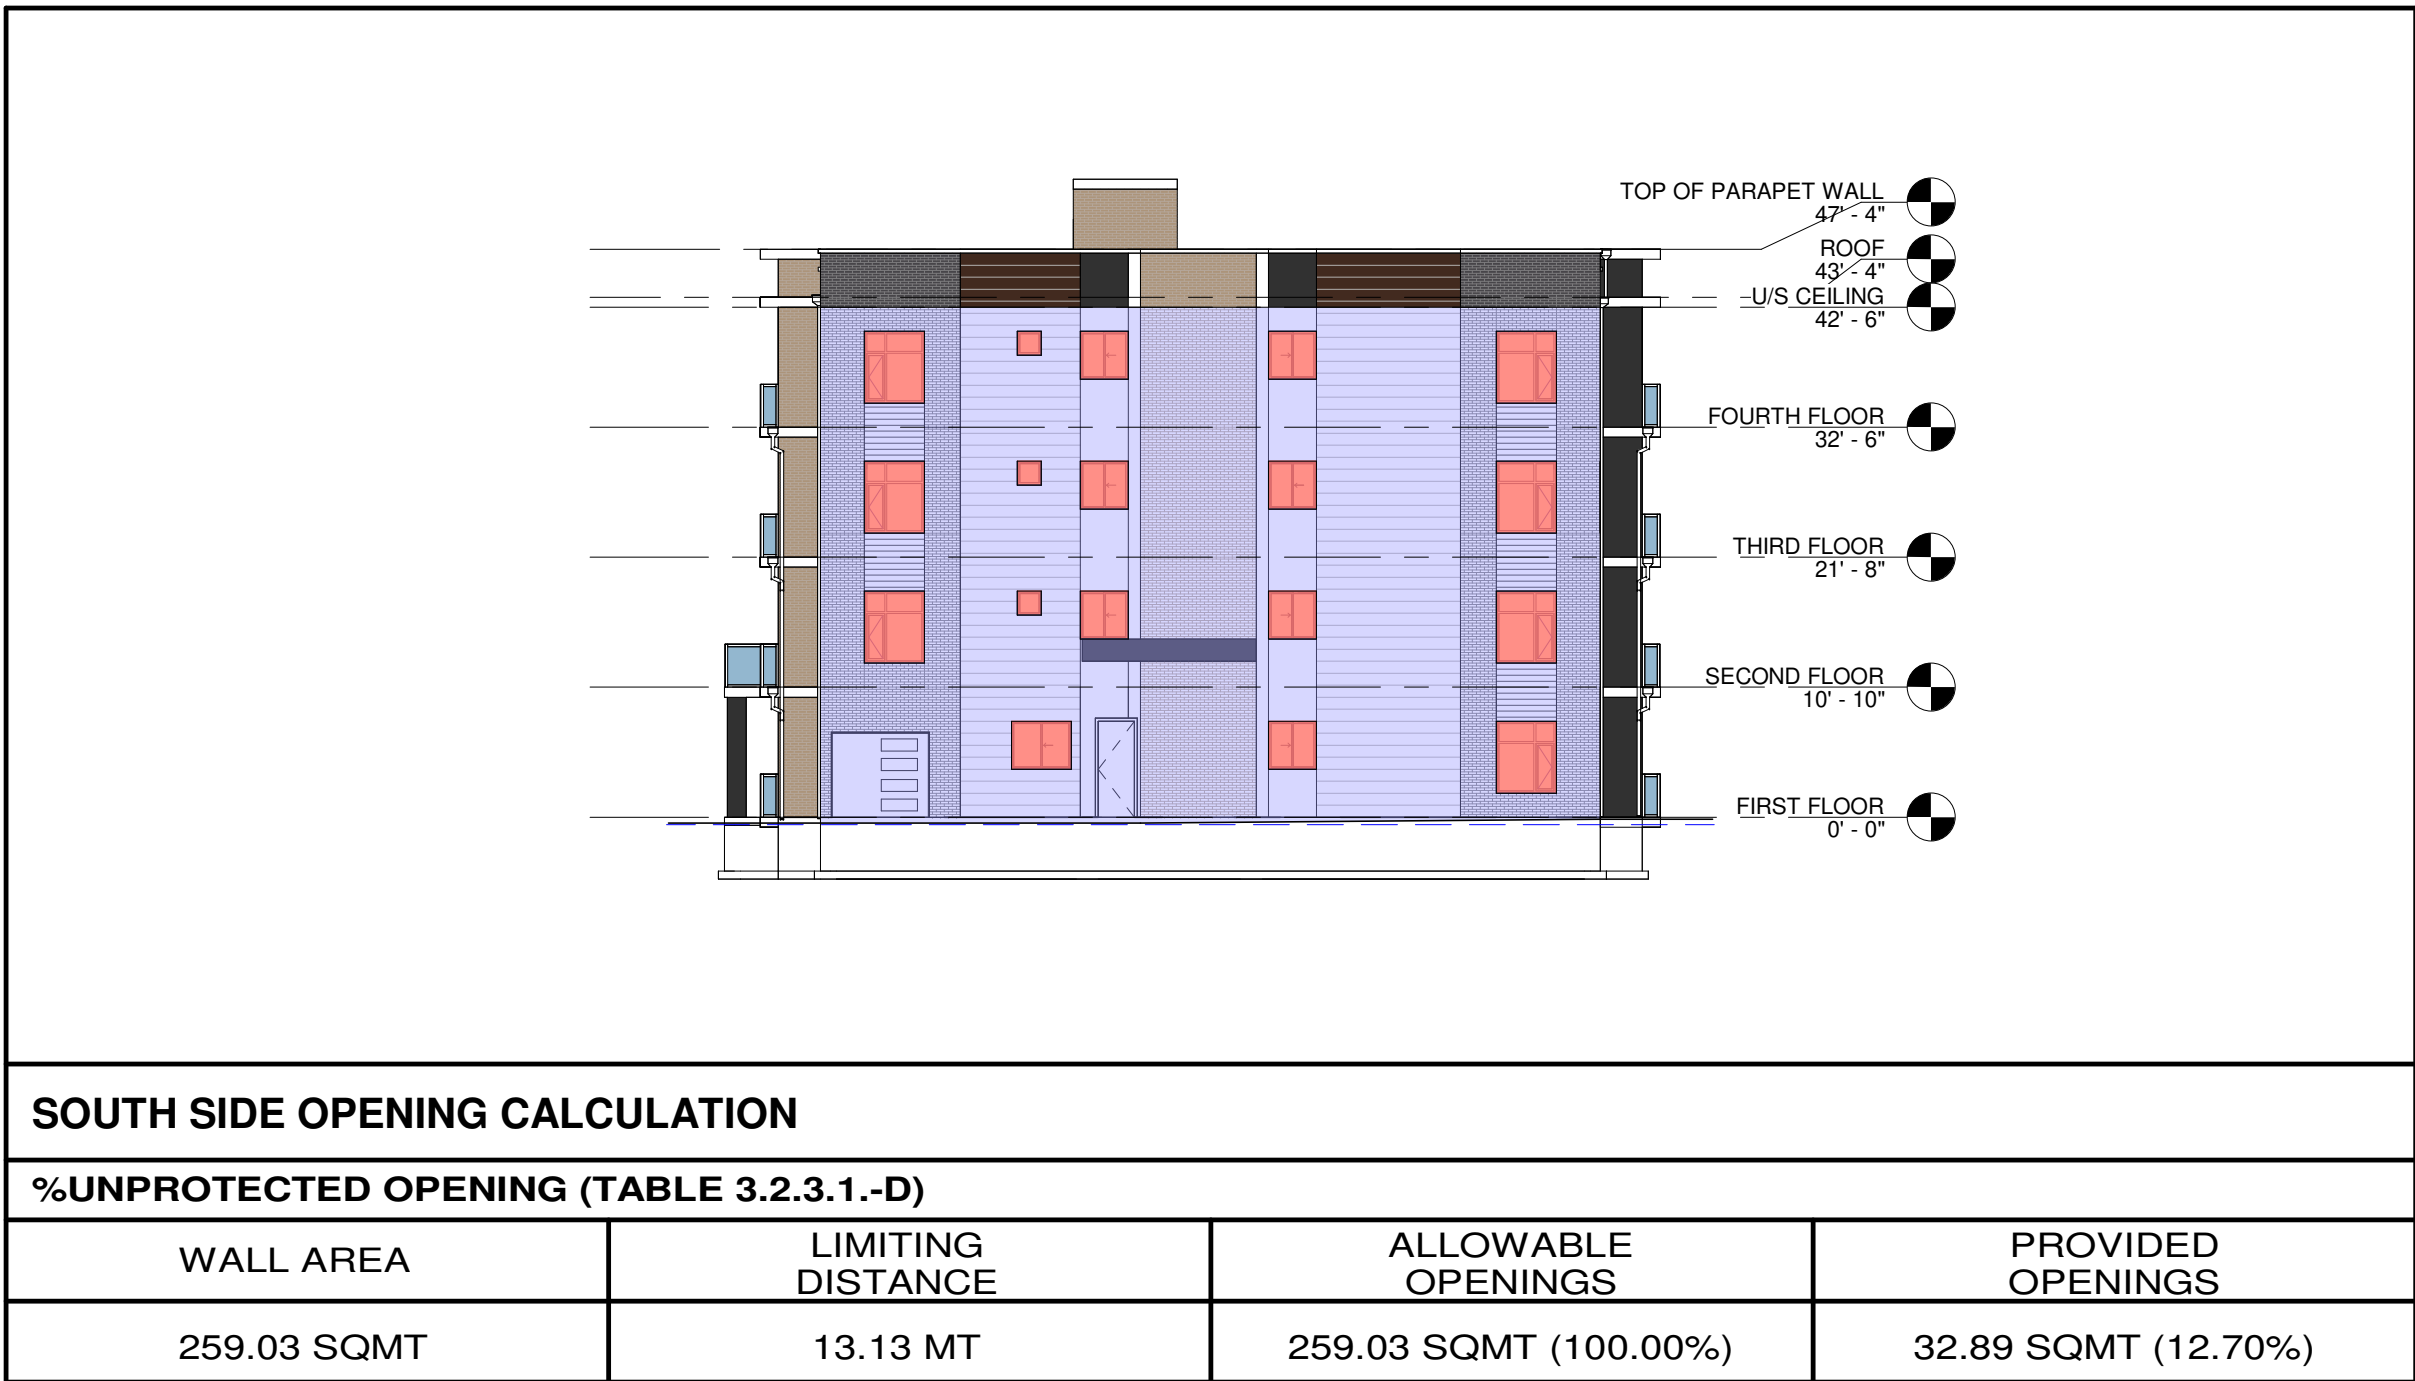 TOP OF PARAPET WALL
47' - 4"
ROOF
43' - 4"
U/S CEILING
42' - 6"
FOURTH FLOOR
32' - 6"
THIRD FLOOR
21' - 8"
SECOND FLOOR
10' - 10"
FIRST FLOOR
0' - 0"
SOUTH SIDE OPENING CALCULATION
%UNPROTECTED OPENING (TABLE 3.2.3.1.-D)
WALL AREA
LIMITING
DISTANCE
ALLOWABLE
OPENINGS
PROVIDED
OPENINGS
259.03 SQMT
13.13 MT
259.03 SQMT (100.00%)
32.89 SQMT (12.70%)